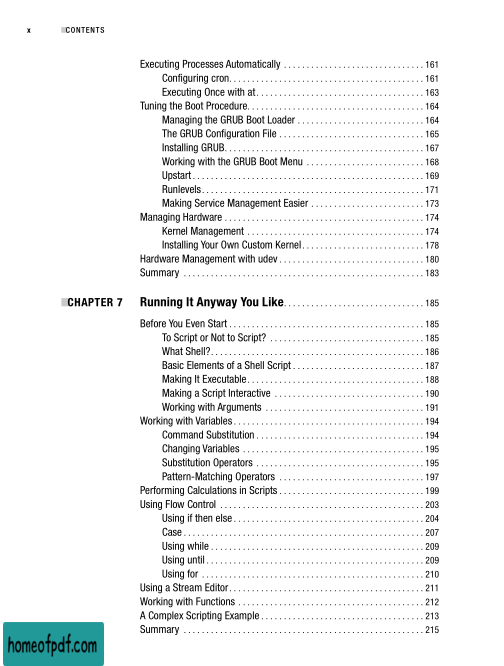 x ■CONTENTS
Executing Processes Automatically . . . . . . . . . . . . . . . . . . . . . . . . . . . . . . . 161
Configuring cron. . . . . . . . . . . . . . . . . . . . . . . . . . . . . . . . . . . . . . . . . . . 161
Executing Once with at. . . . . . . . . . . . . . . . . . . . . . . . . . . . . . . . . . . . . 163
Tuning the Boot Procedure. . . . . . . . . . . . . . . . . . . . . . . . . . . . . . . . . . . . . . . 164
Managing the GRUB Boot Loader . . . . . . . . . . . . . . . . . . . . . . . . . . . . 164
The GRUB Configuration File . . . . . . . . . . . . . . . . . . . . . . . . . . . . . . . . 165
Installing GRUB. . . . . . . . . . . . . . . . . . . . . . . . . . . . . . . . . . . . . . . . . . . . 167
Working with the GRUB Boot Menu . . . . . . . . . . . . . . . . . . . . . . . . . . 168
Upstart . . . . . . . . . . . . . . . . . . . . . . . . . . . . . . . . . . . . . . . . . . . . . . . . . . . 169
Runlevels. . . . . . . . . . . . . . . . . . . . . . . . . . . . . . . . . . . . . . . . . . . . . . . . . 171
Making Service Management Easier . . . . . . . . . . . . . . . . . . . . . . . . . 173
Managing Hardware . . . . . . . . . . . . . . . . . . . . . . . . . . . . . . . . . . . . . . . . . . . . 174
Kernel Management . . . . . . . . . . . . . . . . . . . . . . . . . . . . . . . . . . . . . . . 174
Installing Your Own Custom Kernel. . . . . . . . . . . . . . . . . . . . . . . . . . . 178
Hardware Management with udev . . . . . . . . . . . . . . . . . . . . . . . . . . . . . . . . 180
Summary . . . . . . . . . . . . . . . . . . . . . . . . . . . . . . . . . . . . . . . . . . . . . . . . . . . . . 183
■CHAPTER 7 Running It Anyway You Like. . . . . . . . . . . . . . . . . . . . . . . . . . . . . . . 185
Before You Even Start . . . . . . . . . . . . . . . . . . . . . . . . . . . . . . . . . . . . . . . . . . . 185
To Script or Not to Script? . . . . . . . . . . . . . . . . . . . . . . . . . . . . . . . . . . 185
What Shell?. . . . . . . . . . . . . . . . . . . . . . . . . . . . . . . . . . . . . . . . . . . . . . . 186
Basic Elements of a Shell Script . . . . . . . . . . . . . . . . . . . . . . . . . . . . . 187
Making It Executable. . . . . . . . . . . . . . . . . . . . . . . . . . . . . . . . . . . . . . . 188
Making a Script Interactive . . . . . . . . . . . . . . . . . . . . . . . . . . . . . . . . . 190
Working with Arguments . . . . . . . . . . . . . . . . . . . . . . . . . . . . . . . . . . . 191
Working with Variables . . . . . . . . . . . . . . . . . . . . . . . . . . . . . . . . . . . . . . . . . . 194
Command Substitution . . . . . . . . . . . . . . . . . . . . . . . . . . . . . . . . . . . . . 194
Changing Variables . . . . . . . . . . . . . . . . . . . . . . . . . . . . . . . . . . . . . . . . 195
Substitution Operators . . . . . . . . . . . . . . . . . . . . . . . . . . . . . . . . . . . . . 195
Pattern-Matching Operators . . . . . . . . . . . . . . . . . . . . . . . . . . . . . . . . 197
Performing Calculations in Scripts . . . . . . . . . . . . . . . . . . . . . . . . . . . . . . . . 199
Using Flow Control . . . . . . . . . . . . . . . . . . . . . . . . . . . . . . . . . . . . . . . . . . . . . 203
Using if then else . . . . . . . . . . . . . . . . . . . . . . . . . . . . . . . . . . . . . . . . . . 204
Case . . . . . . . . . . . . . . . . . . . . . . . . . . . . . . . . . . . . . . . . . . . . . . . . . . . . . 207
Using while . . . . . . . . . . . . . . . . . . . . . . . . . . . . . . . . . . . . . . . . . . . . . . . 209
Using until . . . . . . . . . . . . . . . . . . . . . . . . . . . . . . . . . . . . . . . . . . . . . . . . 209
Using for . . . . . . . . . . . . . . . . . . . . . . . . . . . . . . . . . . . . . . . . . . . . . . . . . 210
Using a Stream Editor . . . . . . . . . . . . . . . . . . . . . . . . . . . . . . . . . . . . . . . . . . . 211
Working with Functions . . . . . . . . . . . . . . . . . . . . . . . . . . . . . . . . . . . . . . . . . 212
A Complex Scripting Example . . . . . . . . . . . . . . . . . . . . . . . . . . . . . . . . . . . . 213
Summary . . . . . . . . . . . . . . . . . . . . . . . . . . . . . . . . . . . . . . . . . . . . . . . . . . . . . 215
homeofpdf.com